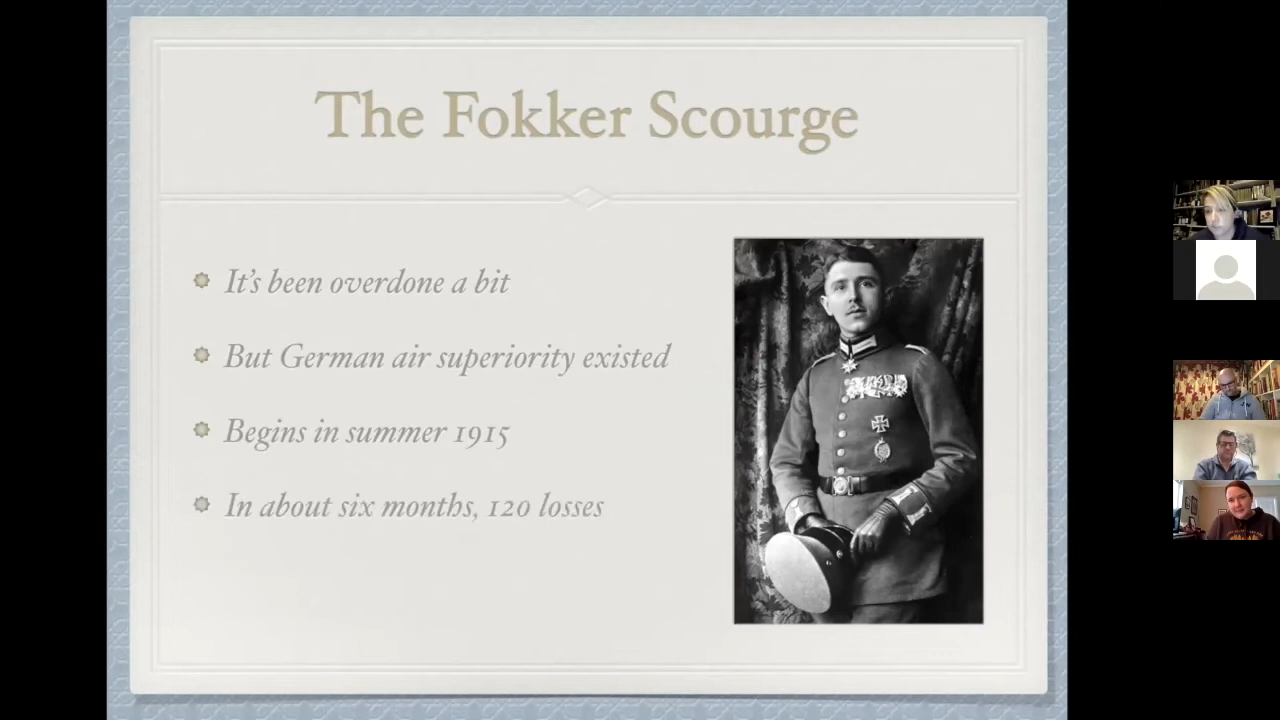 The Fokker Scourge
It's been overdone a bit
But German air superiority existed
Begins in summer 1915
In about six months, 120 losses